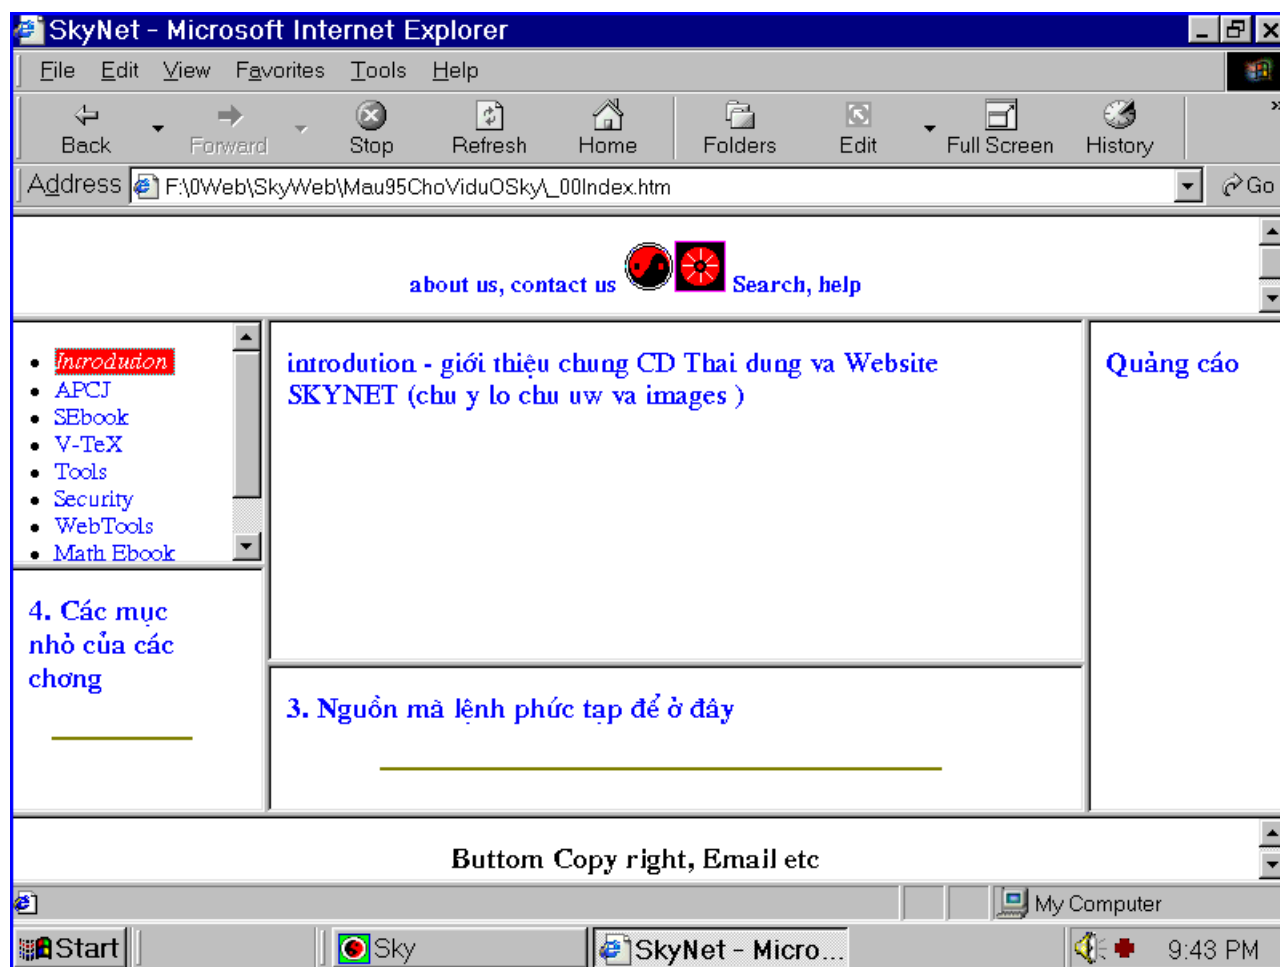 SkyNet - Microsoft Internet Explorer
File Edit View Favorites Tools Help
Back Forward Stop Refresh Home Folders Edit Full Screen History »
Address F:\0Web\SkyWeb\Mau95ChoViduOSky\_00Index.htm Go
about us, contact us Search, help
Introdution
APCJ
SEbook
V-TeX
Tools
Security
WebTools
Math Ebook
introdution - giới thiệu chung CD Thai dung va Website
SKYNET (chu y lo chu uw va images )
Quảng cáo
4. Các mục
nhỏ của các
chơng
3. Nguồn mã lệnh phức tạp để ở đây
Buttom Copy right, Email etc
My Computer
Start Sky SkyNet - Micro... 9:43 PM